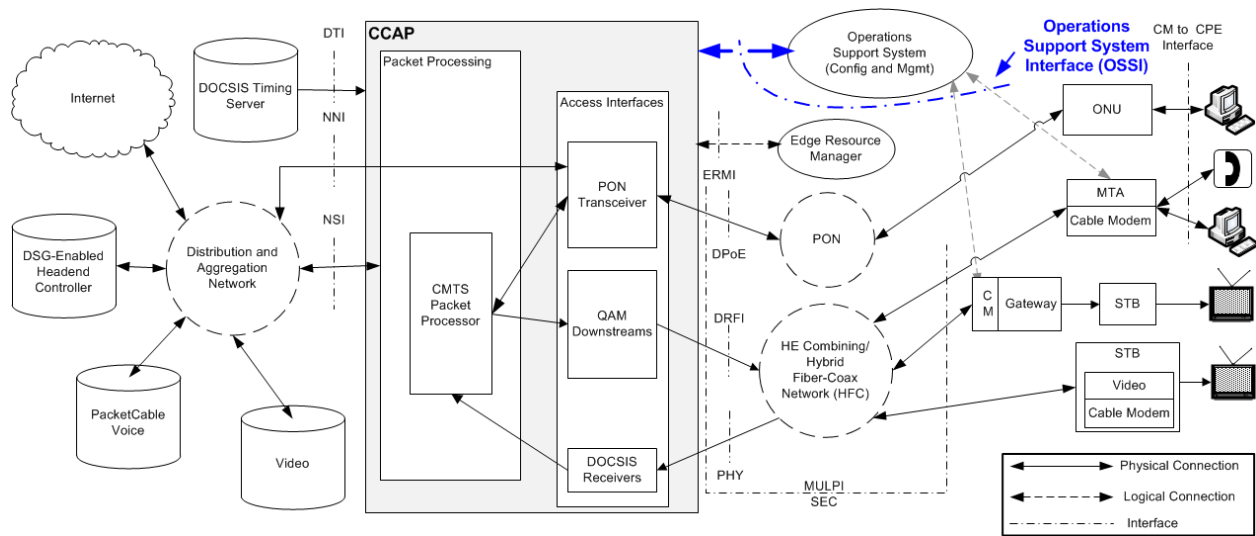 CCAP
Packet Processing
Access Interfaces
DTI
NNI
NSI
Internet
DOCSIS Timing
Server
DSG-Enabled
Headend
Controller
Distribution and
Aggregation
Network
PacketCable
Voice
Video
CMTS
Packet
Processor
PON
Transceiver
QAM
Downstreams
DOCSIS
Receivers
Operations
Support System
(Config and Mgmt)
Operations
Support System
Interface (OSSI)
CM to CPE
Interface
Edge Resource
Manager
ERMI
DPoE
DRFI
PHY
MULPI
SEC
PON
HE Combining/
Hybrid
Fiber-Coax
Network (HFC)
ONU
MTA
Cable Modem
C
M
Gateway
STB
STB
Video
Cable Modem
Physical Connection
Logical Connection
Interface